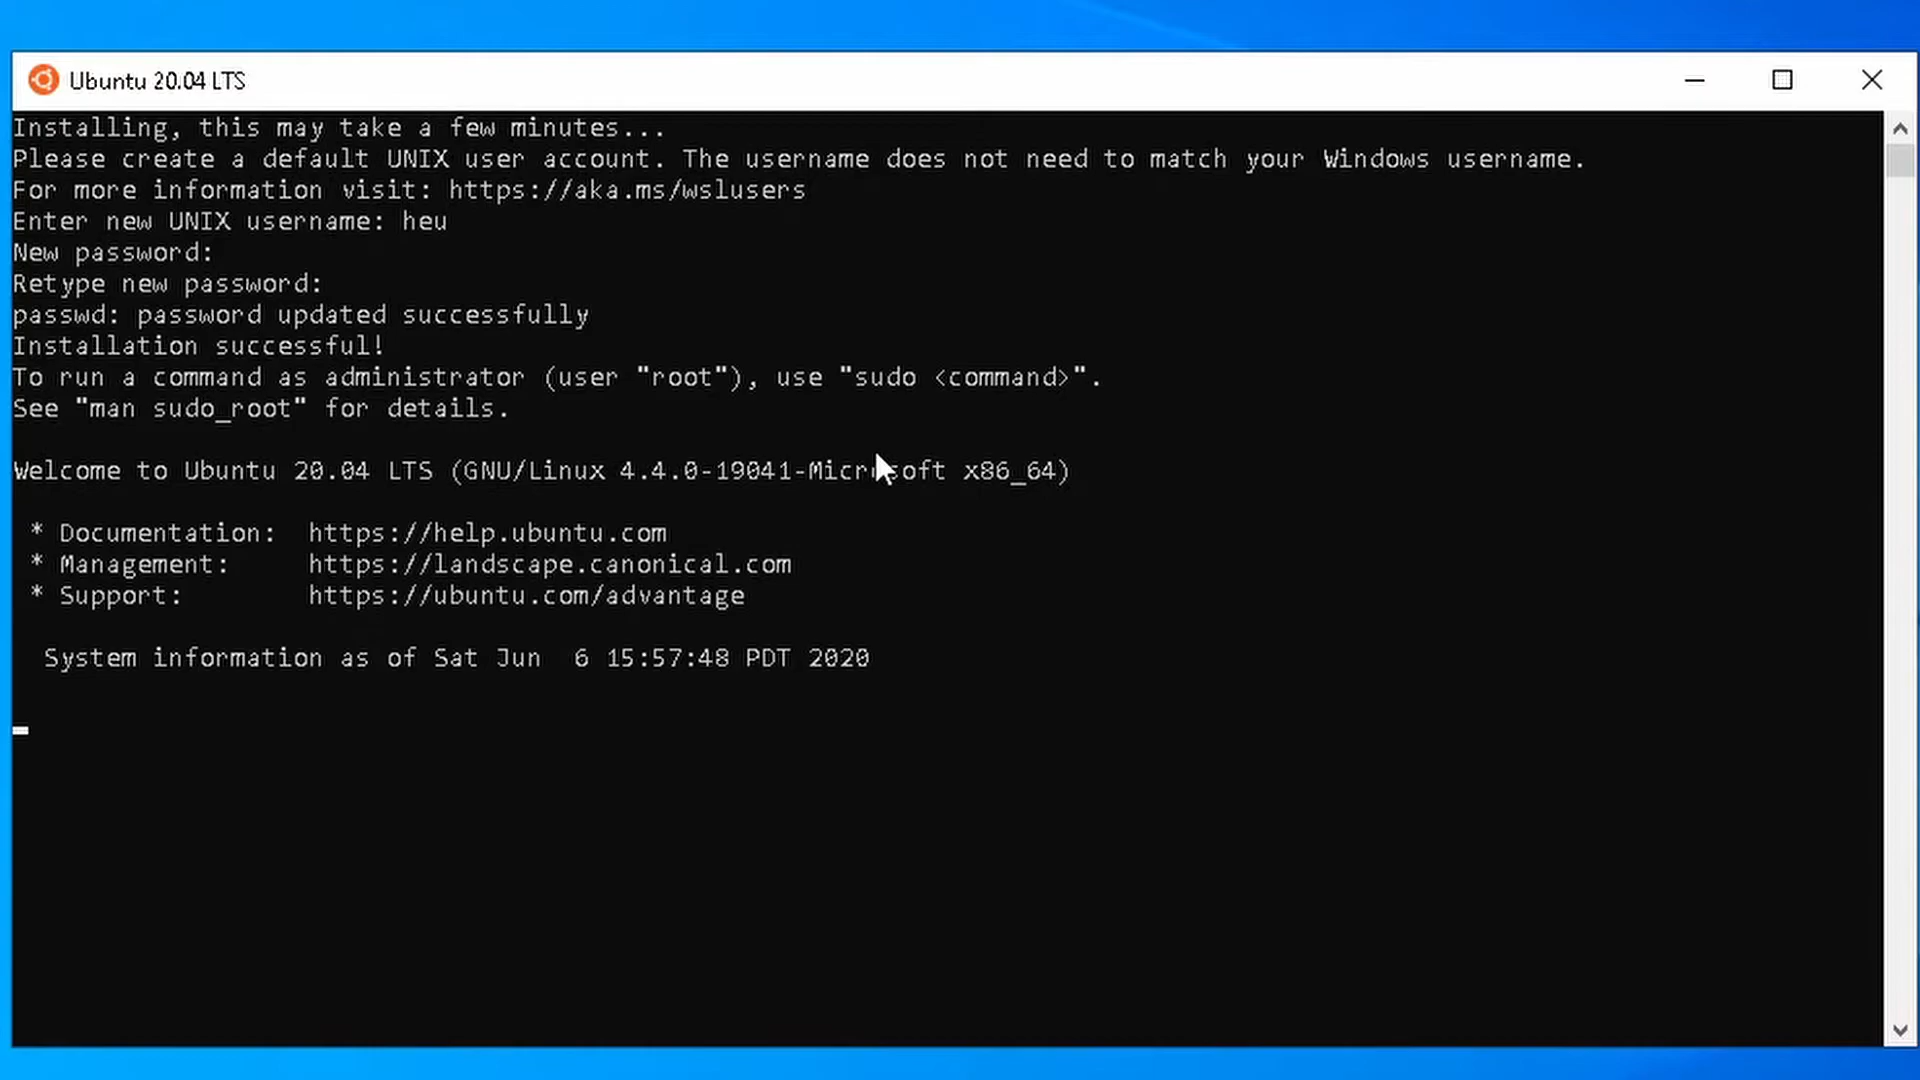 Ubuntu 20.04 LTS
Installing, this may take a few minutes...
Please create a default UNIX user account. The username does not need to match your Windows username.
For more information visit: https://aka.ms/wslusers
Enter new UNIX username: heu
New password:
Retype new password:
passwd: password updated successfully
Installation successful!
To run a command as administrator (user "root"), use "sudo <command>".
See "man sudo_root" for details.
Welcome to Ubuntu 20.04 LTS (GNU/Linux 4.4.0-19041-Microsoft x86_64)
* Documentation: https://help.ubuntu.com
* Management: https://landscape.canonical.com
* Support: https://ubuntu.com/advantage
System information as of Sat Jun 6 15:57:48 PDT 2020